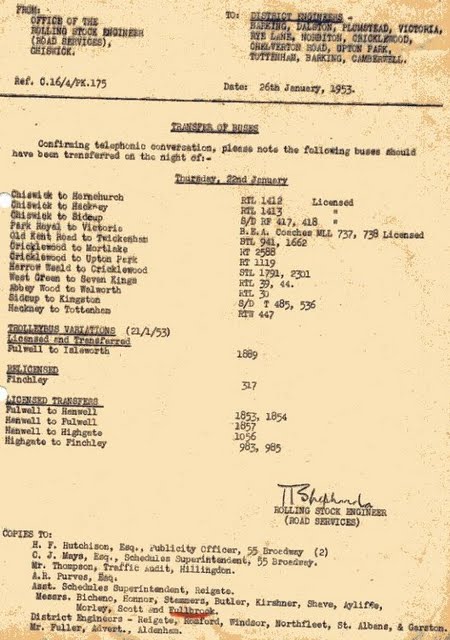 FROM:
OFFICE OF THE
ROLLING STOCK ENGINEER
(ROAD SERVICES),
CHISWICK.
TO: DISTRICT ENGINEERS -
BARKING, DALSTON, PLUMSTEAD, VICTORIA,
RYE LANE, NORBITON, CRICKLEWOOD,
CHELVERTON ROAD, UPTON PARK,
TOTTENHAM, BARKING, CAMBERWELL.
Ref. C.16/4/PK.175
Date: 26th January, 1953.
TRANSFER OF BUSES
Confirming telephonic conversation, please note the following buses should
have been transferred on the night of:-
Thursday, 22nd January
Chiswick to Hornchurch RTL 1412 Licensed
Chiswick to Hackney RTL 1413 "
Chiswick to Sidcup S/D RF 417, 418 "
Park Royal to Victoria B.E.A. Coaches MLL 737, 738 Licensed
Old Kent Road to Twickenham STL 941, 1662
Cricklewood to Mortlake RT 2588
Cricklewood to Upton Park RT 1119
Harrow Weald to Cricklewood STL 1791, 2301
West Green to Seven Kings RTL 39, 44.
Abbey Wood to Walworth RTL 30
Sidcup to Kingston S/D T 485, 536
Hackney to Tottenham RTW 447
TROLLEYBUS VARIATIONS (21/1/53)
Licensed and Transferred
Fulwell to Isleworth 1889
RELICENSED
Finchley 317
LICENSED TRANSFERS
Fulwell to Hanwell 1853, 1854
Hanwell to Fulwell 1857
Hanwell to Highgate 1056
Highgate to Finchley 983, 985
ROLLING STOCK ENGINEER
(ROAD SERVICES)
COPIES TO:
H. F. Hutchison, Esq., Publicity Officer, 55 Broadway (2)
C. J. Mays, Esq., Schedules Superintendent, 55 Broadway.
Mr. Thompson, Traffic Audit, Hillingdon.
A.R. Purves, Esq.
Asst. Schedules Superintendent, Reigate.
Messrs. Bicheno, Honnor, Stemmers, Butler, Kirshner, Shave, Ayliffe,
Morley, Scott and Fullbrook.
District Engineers - Reigate, Romford, Windsor, Northfleet, St. Albans, & Garston.
Mr. Fuller, Advert., Aldenham.